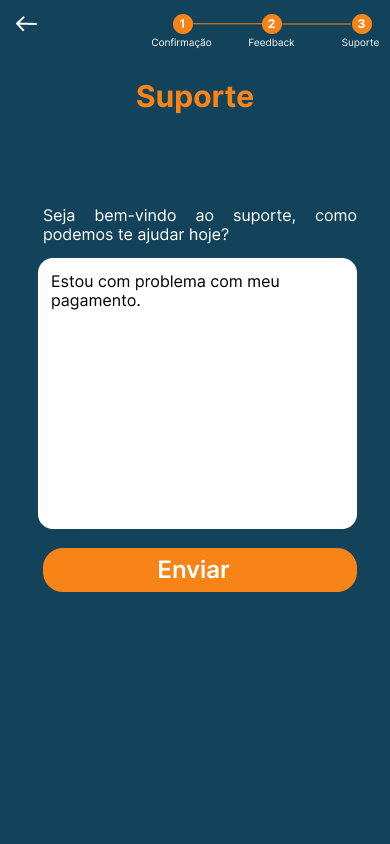 1 2 3
Confirmação Feedback Suporte
Suporte
Seja bem-vindo ao suporte, como
podemos te ajudar hoje?
Estou com problema com meu
pagamento.
Enviar